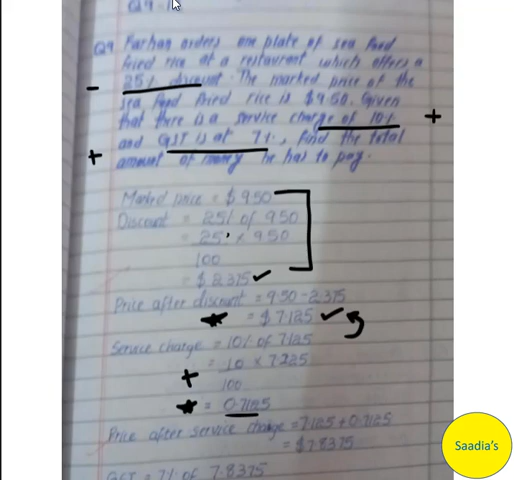 Q9
Q9 Farhan orders one plate of sea food
fried rice at a restaurant which offers a
25% discount. The marked price of the
sea food fried rice is $9.50. Given
that there is a service charge of 10%
and GST is at 7%, find the total
amount of money he has to pay.
Marked price = $9.50
Discount = 25% of 9.50
= 25 × 9.50
100
= $2.375
Price after discount = 9.50 - 2.375
= $7.125
Service charge = 10% of 7.125
= 10 ×
100
= 0.7125
Price after service charge = 7.125 + 0.7125
= $7.8375
GST = 7% of 7.8375
Saadia's